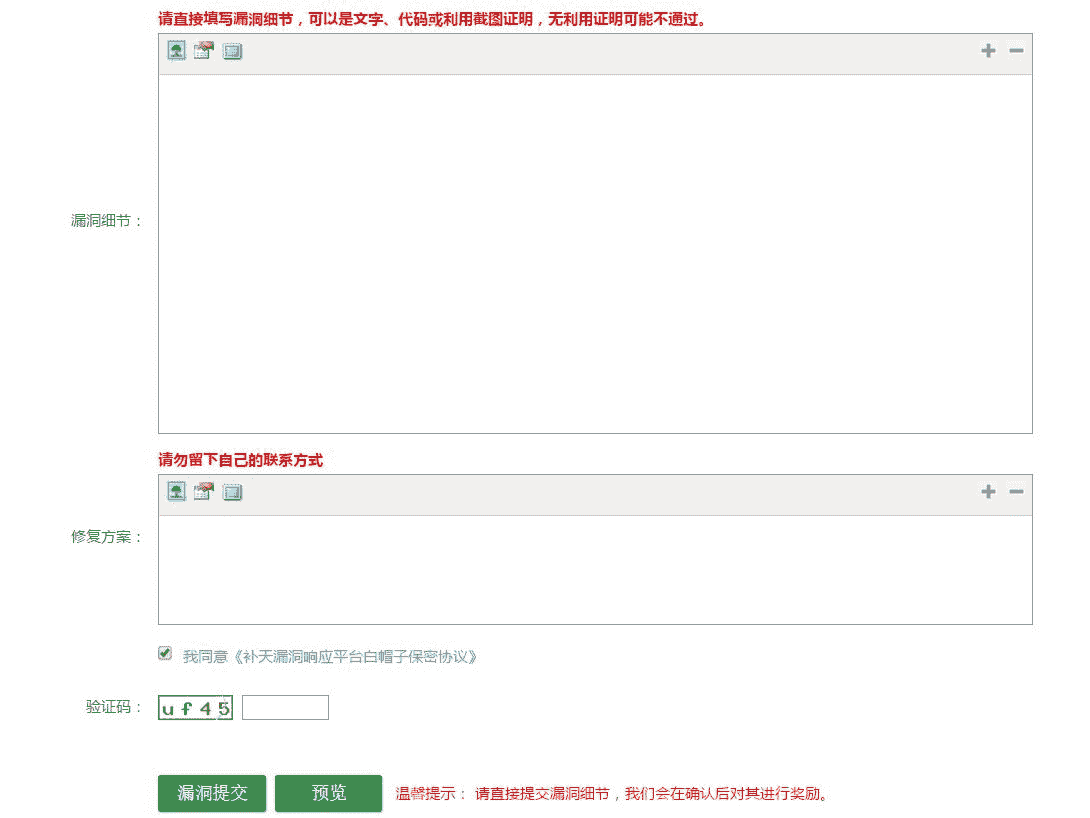 请直接填写漏洞细节，可以是文字、代码或利用截图证明，无利用证明可能不通过。
漏洞细节：
请勿留下自己的联系方式
修复方案：
我同意《补天漏洞响应平台白帽子保密协议》
验证码： uf45
漏洞提交 预览 温馨提示： 请直接提交漏洞细节，我们会在确认后对其进行奖励。